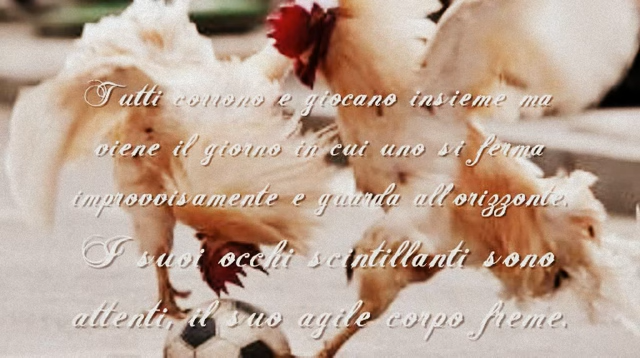 Tutti corrono e giocano insieme ma
viene il giorno in cui uno si ferma
improvvisamente e guarda all'orizzonte.
I suoi occhi scintillanti sono
attenti, il suo agile corpo freme.